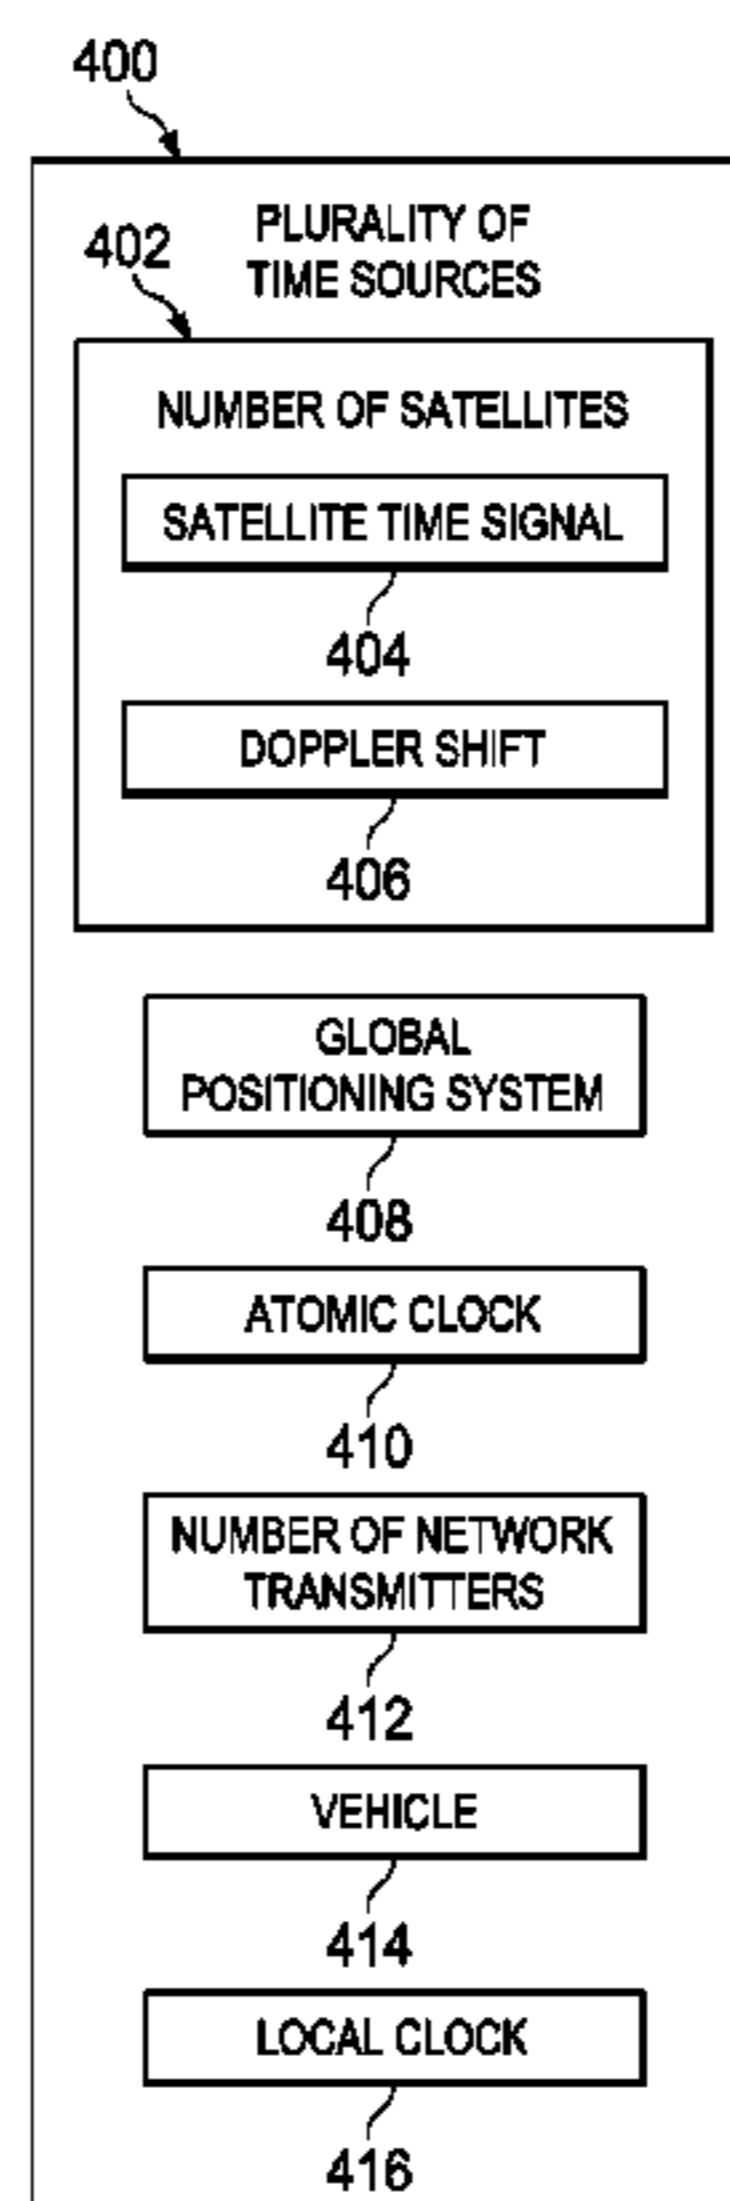 400
PLURALITY OF
TIME SOURCES
402
NUMBER OF SATELLITES
SATELLITE TIME SIGNAL
404
DOPPLER SHIFT
406
GLOBAL
POSITIONING SYSTEM
408
ATOMIC CLOCK
410
NUMBER OF NETWORK
TRANSMITTERS
412
VEHICLE
414
LOCAL CLOCK
416